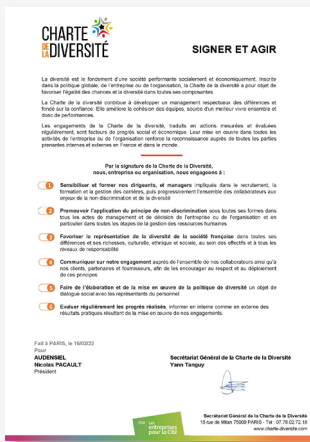 CHARTE
DE LA
DIVERSITÉ
SIGNER ET AGIR
La diversité est le fondement d'une société performante socialement et économiquement. Inscrite
dans la politique globale, de l'entreprise ou de l'organisation, la Charte de la diversité a pour objet de
favoriser l'égalité des chances et la diversité dans toutes ses composantes.
La Charte de la diversité contribue à développer un management respectueux des différences et
fondé sur la confiance. Elle améliore la cohésion des équipes, source d'un meilleur vivre ensemble et
donc de performances.
Les engagements de la Charte de la diversité, traduits en actions mesurées et évaluées
régulièrement, sont facteurs de progrès social et économique. Leur mise en œuvre dans toutes les
activités de l'entreprise ou de l'organisation renforce la reconnaissance auprès de toutes les parties
prenantes internes et externes en France et dans le monde.
Par la signature de la Charte de la Diversité,
nous, entreprise ou organisation, nous engageons à :
1 Sensibiliser et former nos dirigeants, et managers impliqués dans le recrutement, la
formation et la gestion des carrières, puis progressivement l'ensemble des collaborateurs aux
enjeux de la non-discrimination et de la diversité
2 Promouvoir l'application du principe de non-discrimination sous toutes ses formes dans
tous les actes de management et de décision de l'entreprise ou de l'organisation et en
particulier dans toutes les étapes de la gestion des ressources humaines
3 Favoriser la représentation de la diversité de la société française dans toutes ses
différences et ses richesses, culturelle, ethnique et sociale, au sein des effectifs et à tous les
niveaux de responsabilité
4 Communiquer sur notre engagement auprès de l'ensemble de nos collaborateurs ainsi qu'à
nos clients, partenaires et fournisseurs, afin de les encourager au respect et au déploiement
de ces principes
5 Faire de l'élaboration et de la mise en œuvre de la politique de diversité un objet de
dialogue social avec les représentants du personnel
6 Evaluer régulièrement les progrès réalisés, informer en interne comme en externe des
résultats pratiques résultant de la mise en œuvre de nos engagements.
Fait à PARIS, le 16/02/22
Pour
AUDENSIEL
Nicolas PACAULT
Président
Secrétariat Général de la Charte de la Diversité
Yann Tanguy
Les
entreprises
pour la Cité
Secrétariat Général de la Charte de la Diversité
15 rue de Milan 75009 PARIS - Tel : 07.76.02.72.18
www.charte-diversite.com